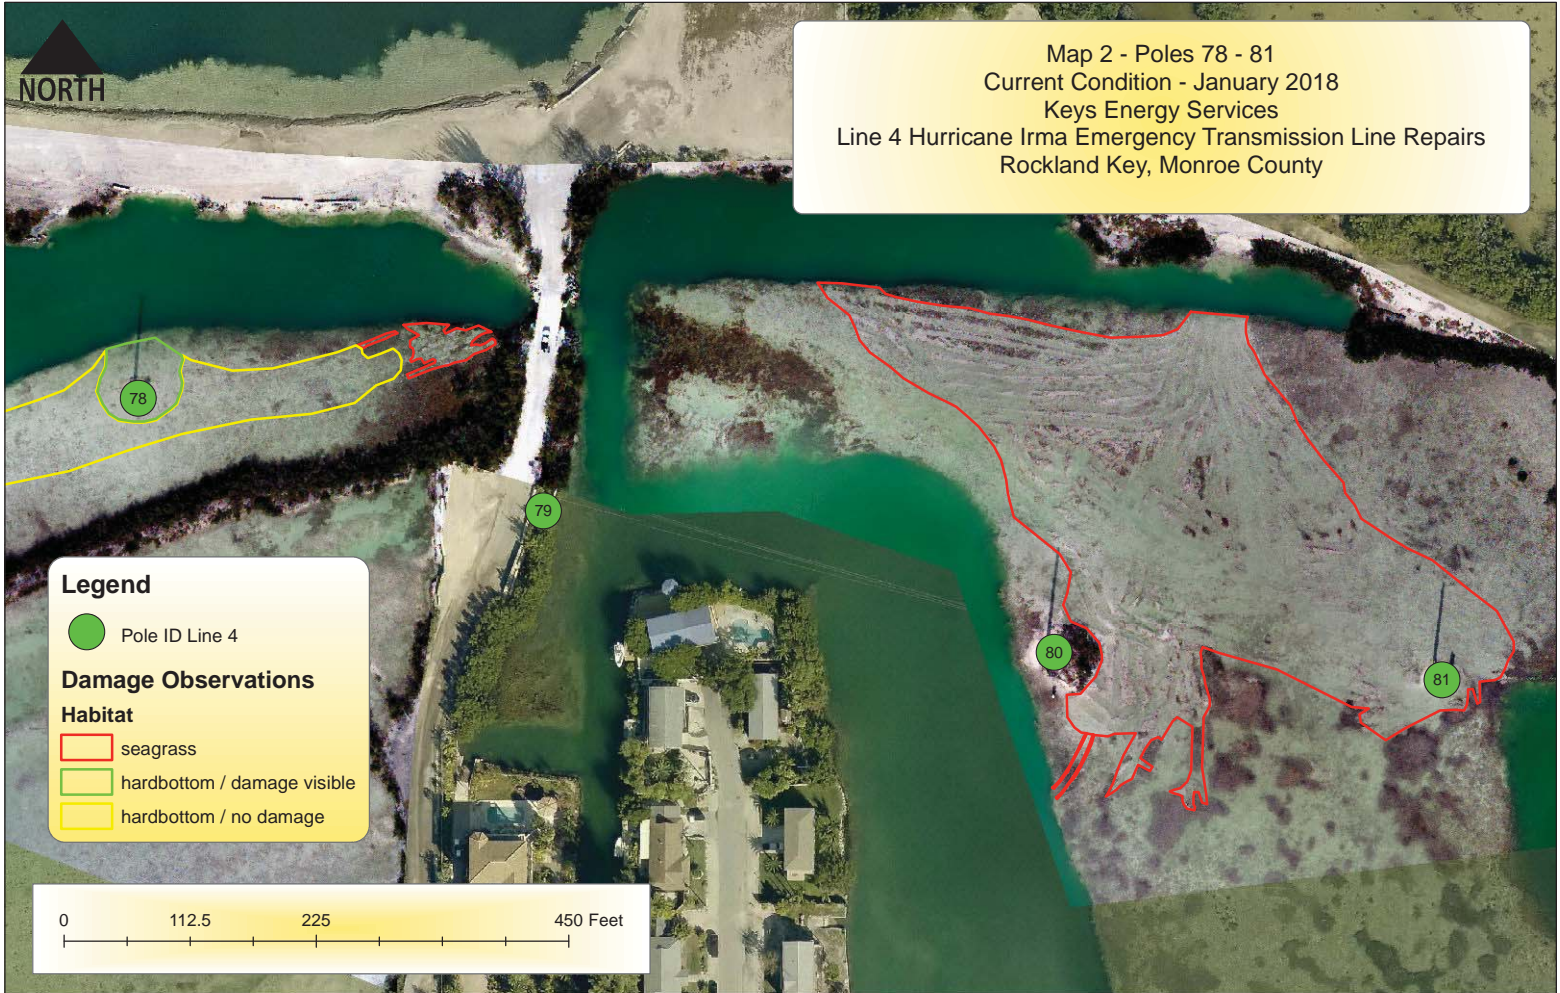 NORTH
Map 2 - Poles 78 - 81
Current Condition - January 2018
Keys Energy Services
Line 4 Hurricane Irma Emergency Transmission Line Repairs
Rockland Key, Monroe County
78
79
80
81
Legend
Pole ID Line 4
Damage Observations
Habitat
seagrass
hardbottom / damage visible
hardbottom / no damage
0 112.5 225 450 Feet